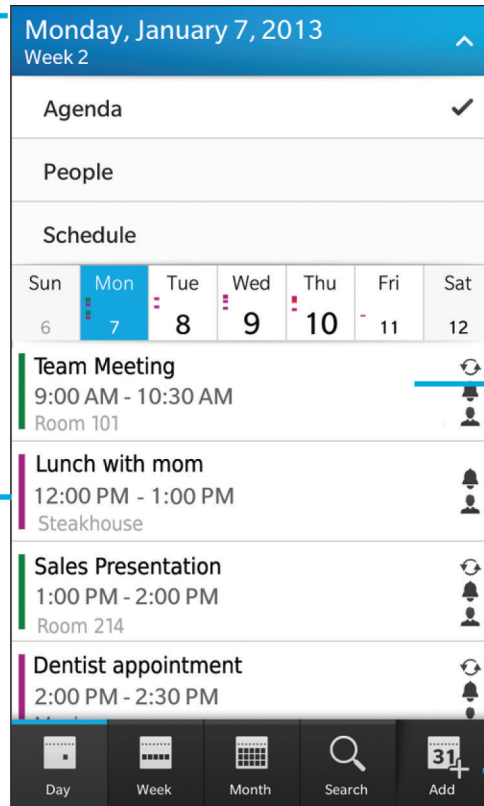 Monday, January 7, 2013
Week 2
Agenda
People
Schedule
Sun Mon Tue Wed Thu Fri Sat
6 7 8 9 10 11 12
Team Meeting
9:00 AM - 10:30 AM
Room 101
Lunch with mom
12:00 PM - 1:00 PM
Steakhouse
Sales Presentation
1:00 PM - 2:00 PM
Room 214
Dentist appointment
2:00 PM - 2:30 PM
31
Day Week Month Search Add